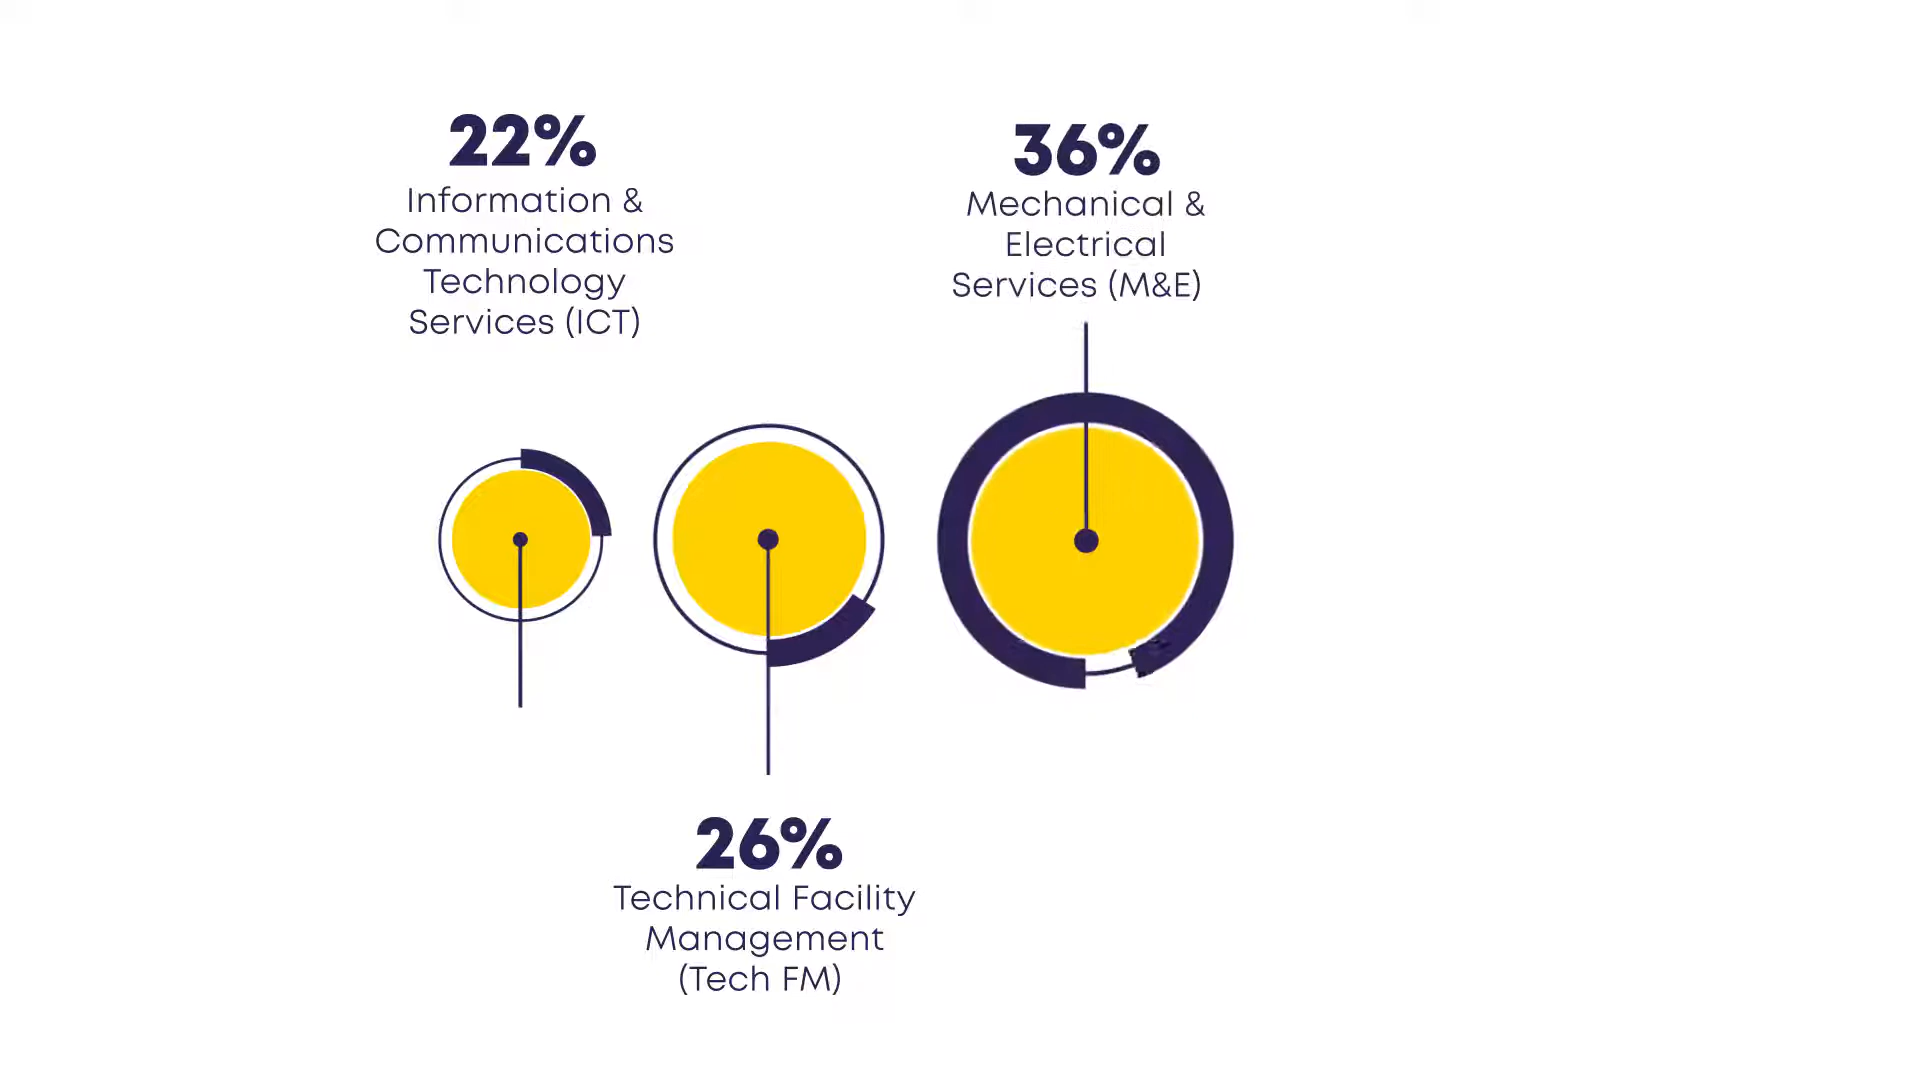 22%
Information &
Communications
Technology
Services (ICT)
36%
Mechanical &
Electrical
Services (M&E)
26%
Technical Facility
Management
(Tech FM)